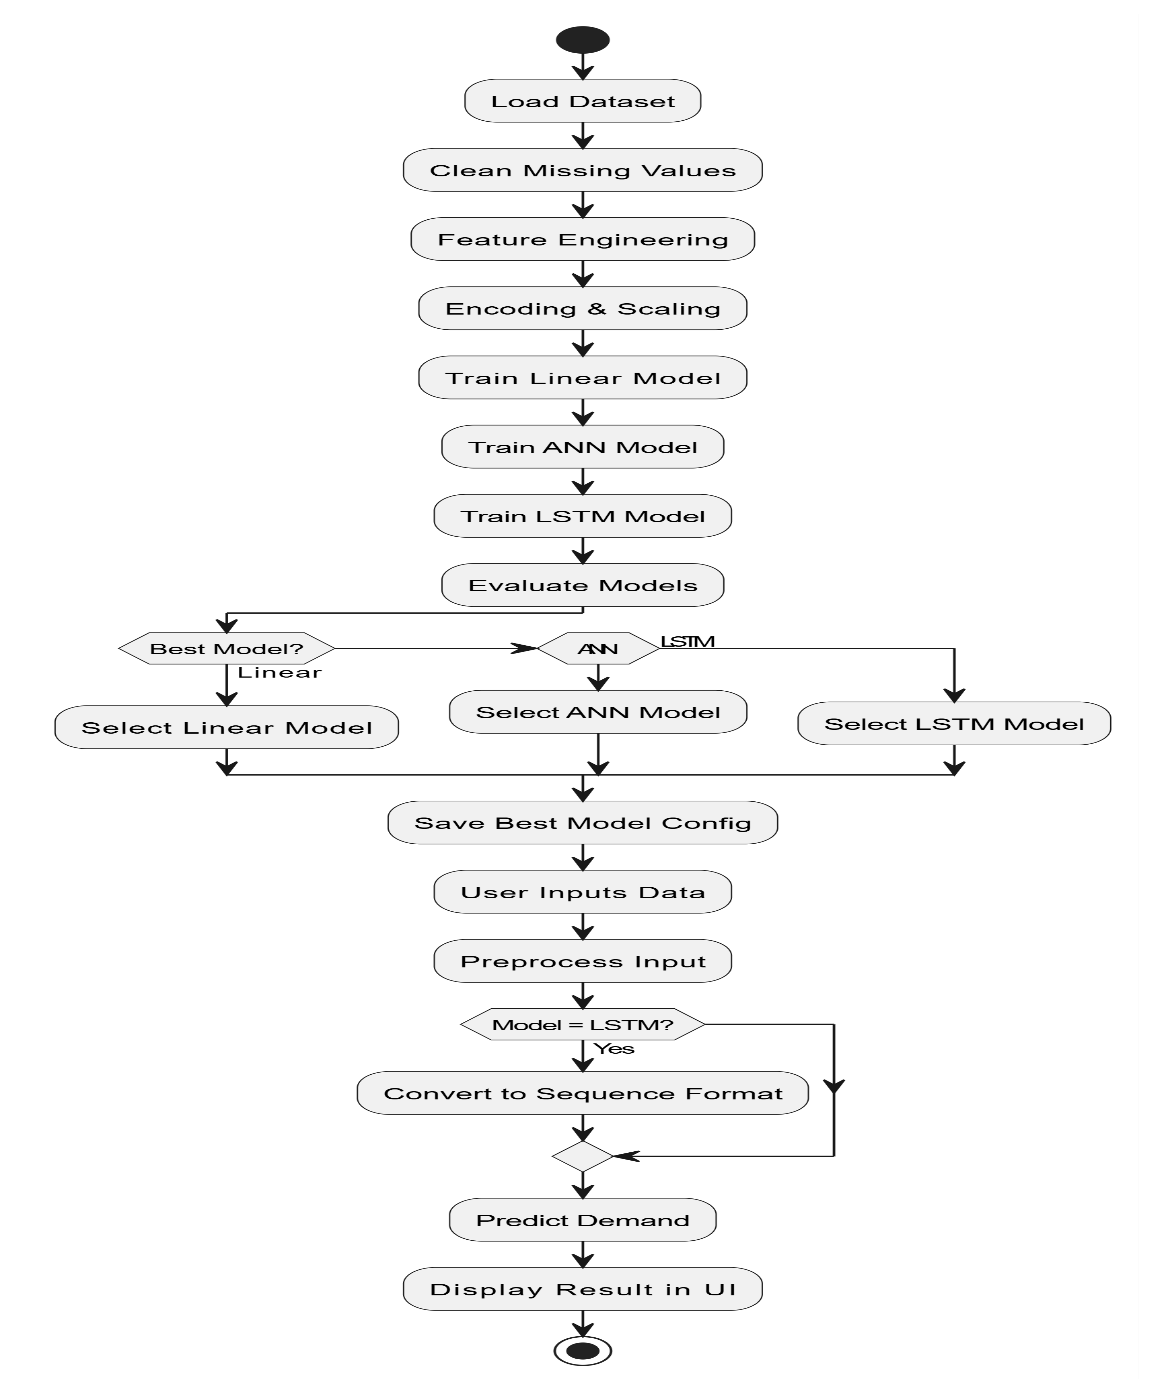 Load Dataset
Clean Missing Values
Feature Engineering
Encoding & Scaling
Train Linear Model
Train ANN Model
Train LSTM Model
Evaluate Models
Best Model?
ANN
LSTM
Linear
Select Linear Model
Select ANN Model
Select LSTM Model
Save Best Model Config
User Inputs Data
Preprocess Input
Model = LSTM?
Yes
Convert to Sequence Format
Predict Demand
Display Result in UI